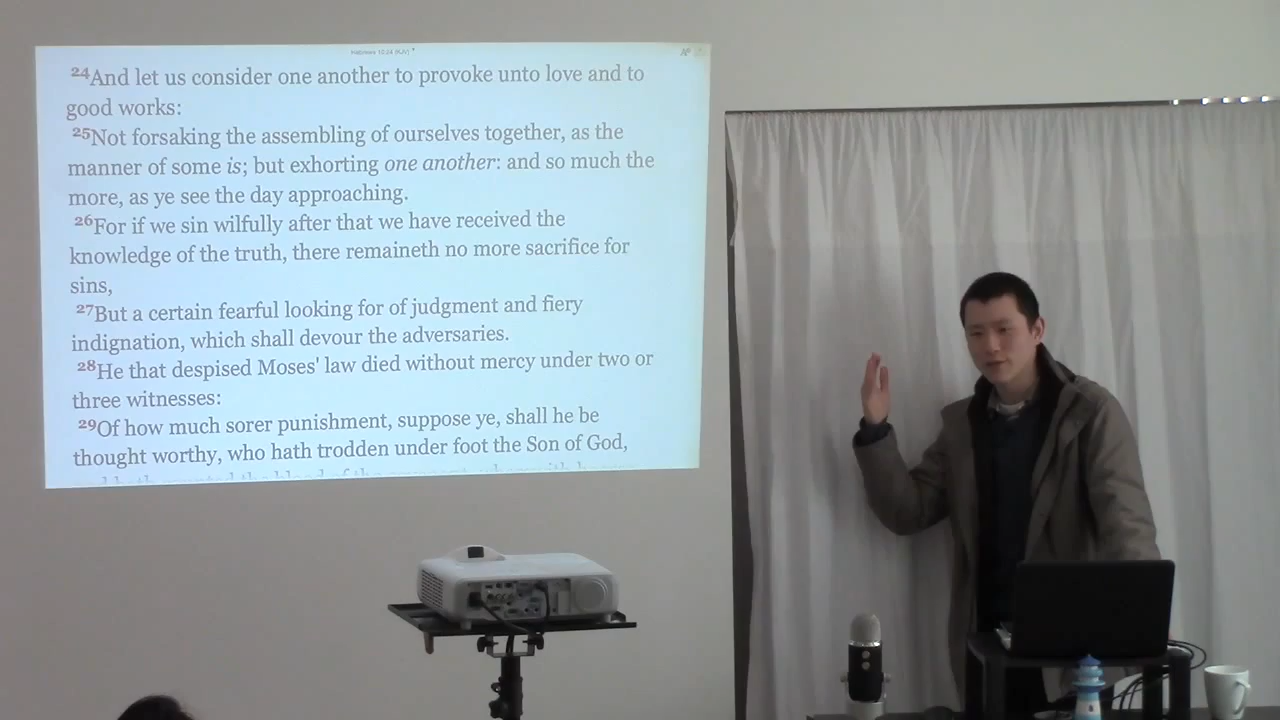 Hebrews 10:24 (KJV)
24And let us consider one another to provoke unto love and to
good works:
25Not forsaking the assembling of ourselves together, as the
manner of some is; but exhorting one another: and so much the
more, as ye see the day approaching.
26For if we sin wilfully after that we have received the
knowledge of the truth, there remaineth no more sacrifice for
sins,
27But a certain fearful looking for of judgment and fiery
indignation, which shall devour the adversaries.
28He that despised Moses' law died without mercy under two or
three witnesses:
29Of how much sorer punishment, suppose ye, shall he be
thought worthy, who hath trodden under foot the Son of God,